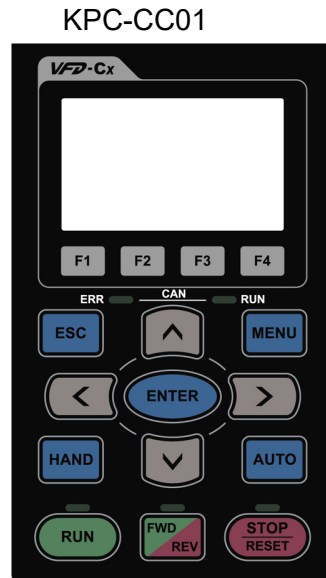 KPC-CC01
VFD-Cx
F1 F2 F3 F4
ERR CAN RUN
ESC MENU
ENTER
HAND AUTO
RUN FWD REV STOP RESET